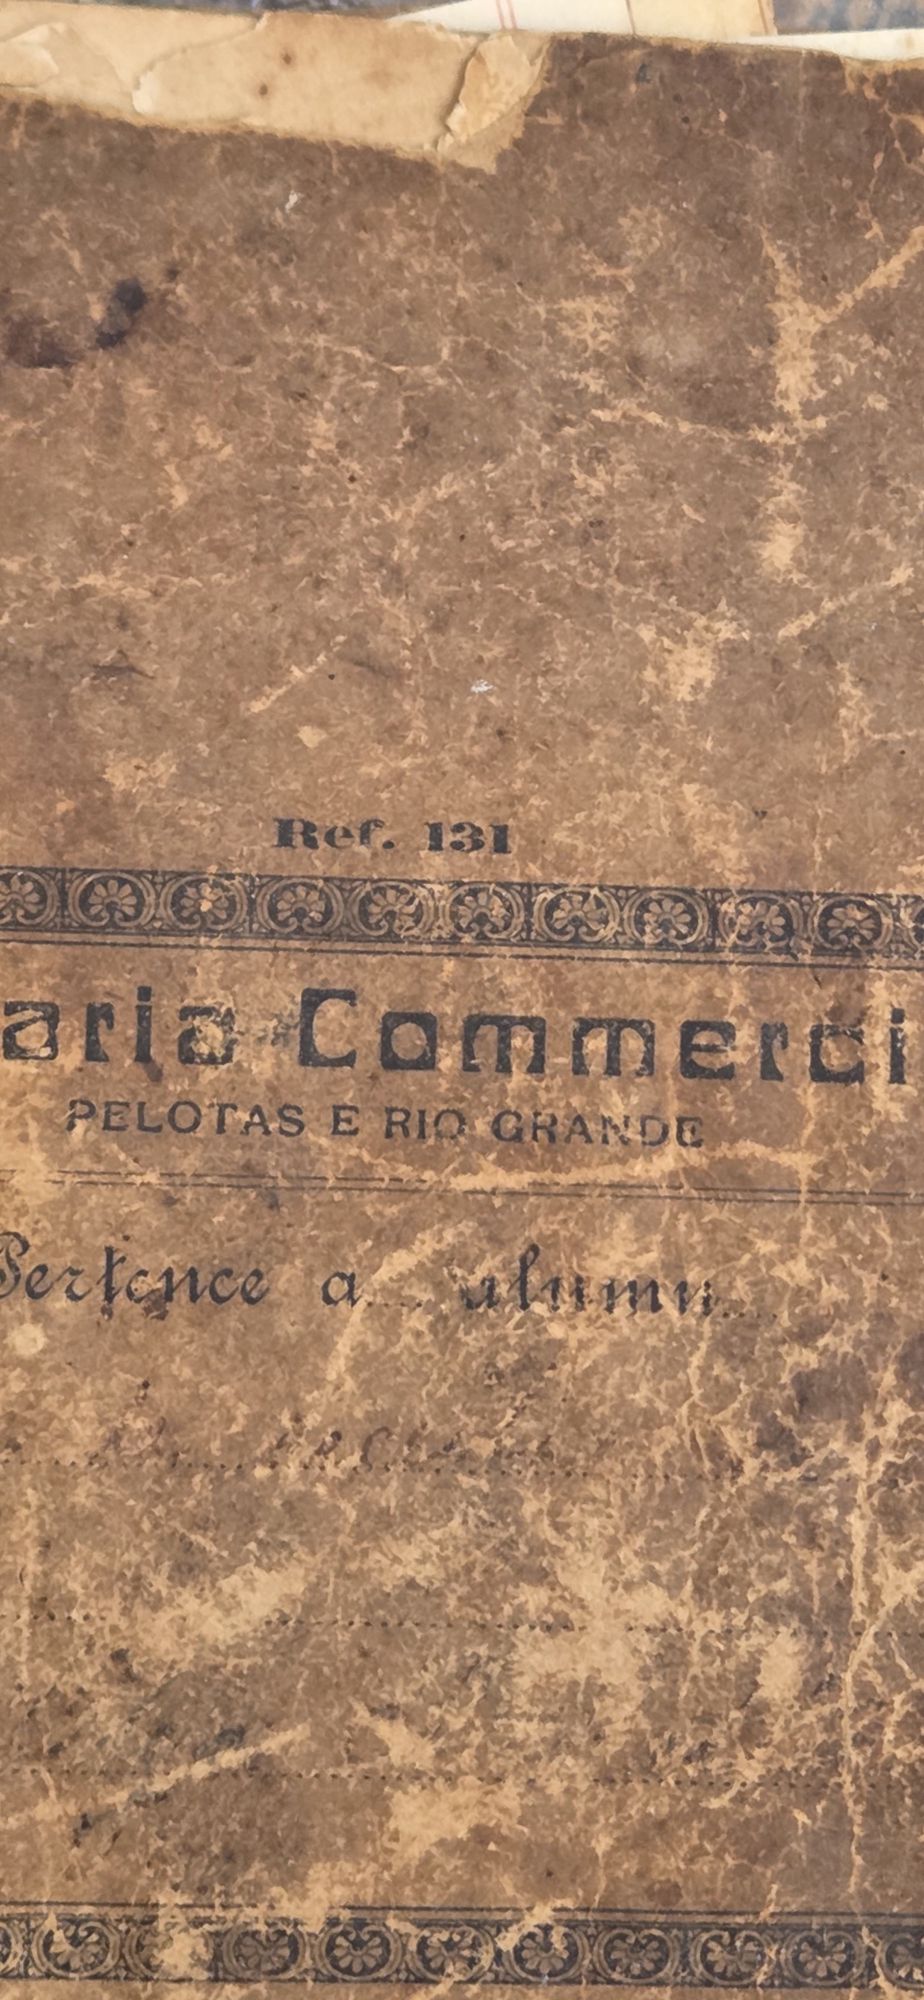 Ref. 131
aria Commerci
PELOTAS E RIO GRANDE
Pertence a.... alumn....